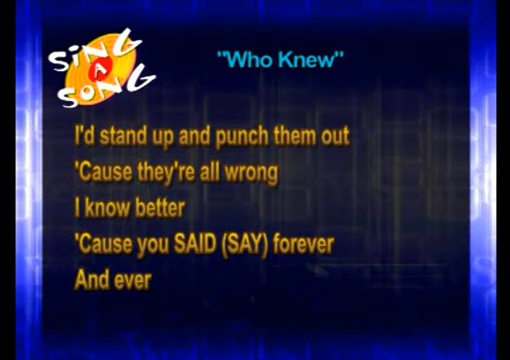 SiNG
A
SONG
"Who Knew"
I'd stand up and punch them out
'Cause they're all wrong
I know better
'Cause you SAID (SAY) forever
And ever